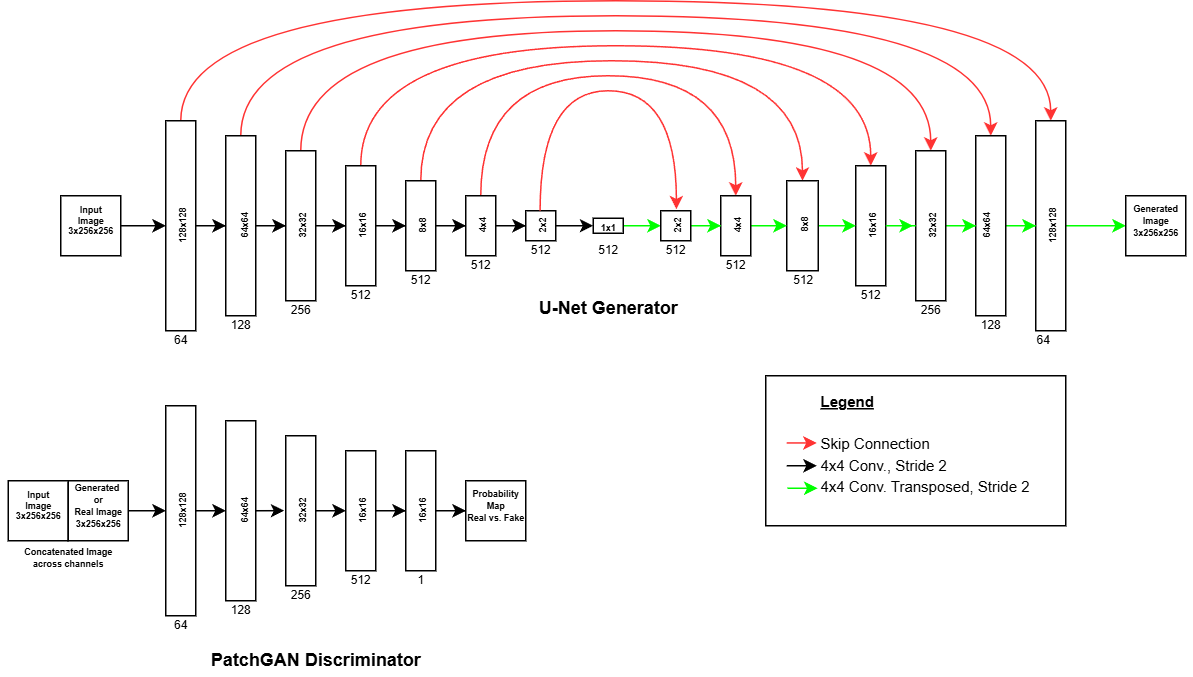 Input
Image
3x256x256
128x128
64
64x64
128
32x32
256
16x16
512
8x8
512
4x4
512
2x2
512
1x1
512
2x2
512
4x4
512
8x8
512
16x16
512
32x32
256
64x64
128
128x128
64
Generated
Image
3x256x256
U-Net Generator
Legend
Skip Connection
4x4 Conv., Stride 2
4x4 Conv. Transposed, Stride 2
Input
Image
3x256x256
Generated
or
Real Image
3x256x256
Concatenated Image
across channels
128x128
64
64x64
128
32x32
256
16x16
512
16x16
1
Probability
Map
Real vs. Fake
PatchGAN Discriminator